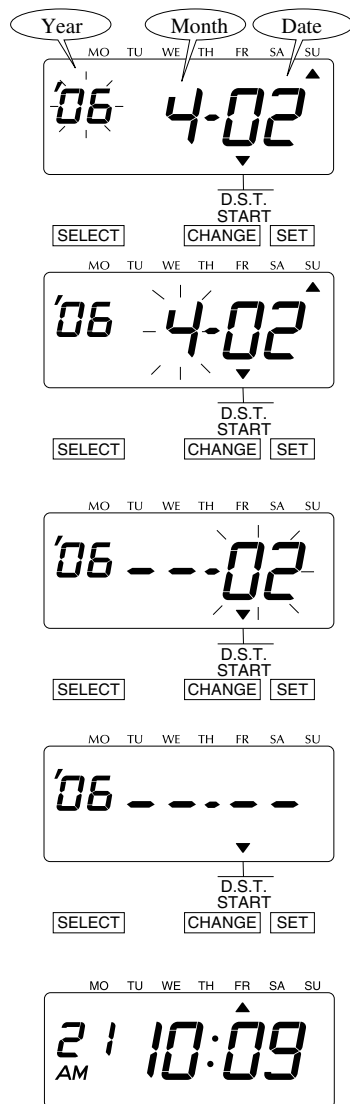 Year Month Date
MO TU WE TH FR SA SU
'06 4-02
D.S.T.
START
SELECT CHANGE SET
MO TU WE TH FR SA SU
'06 4-02
D.S.T.
START
SELECT CHANGE SET
MO TU WE TH FR SA SU
'06 -- -- - 02
D.S.T.
START
SELECT CHANGE SET
MO TU WE TH FR SA SU
'06 -- -- - -- --
D.S.T.
START
SELECT CHANGE SET
MO TU WE TH FR SA SU
21 10:09
AM